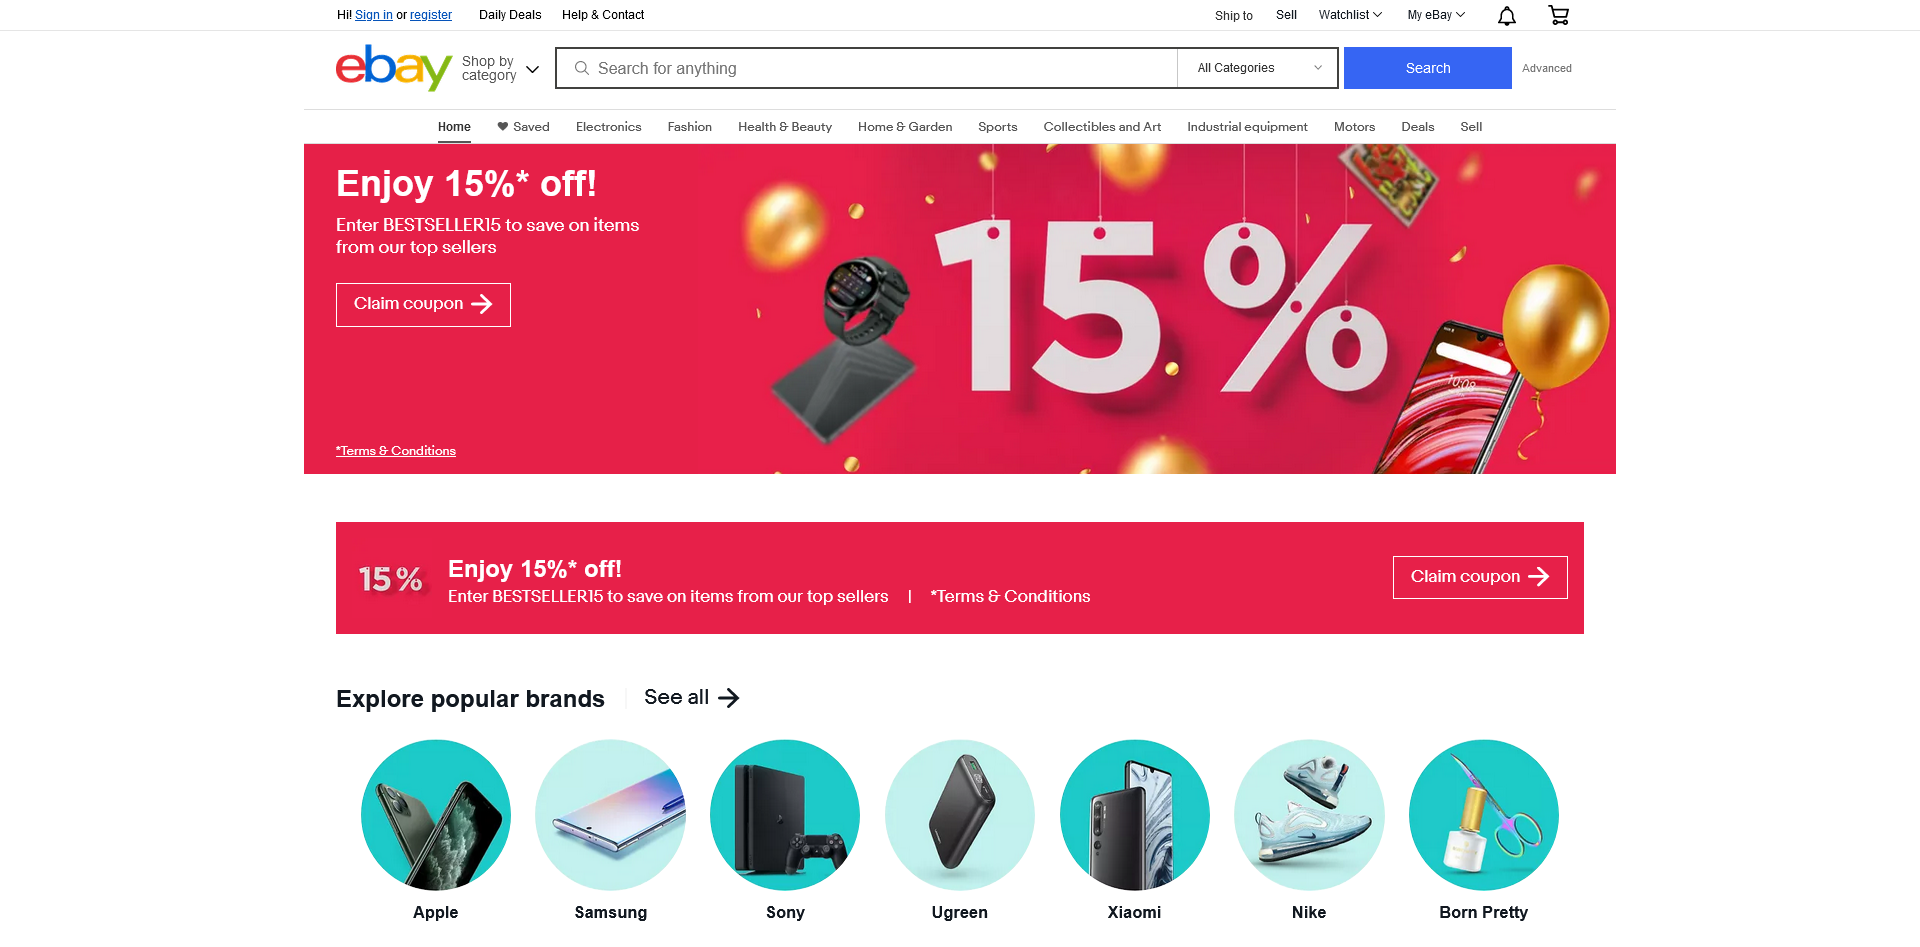 Hi! Sign in or register
Daily Deals
Help & Contact
Ship to
Sell
Watchlist
My eBay
ebay
Shop by
category
Search for anything
All Categories
Search
Advanced
Home
Saved
Electronics
Fashion
Health & Beauty
Home & Garden
Sports
Collectibles and Art
Industrial equipment
Motors
Deals
Sell
Enjoy 15%* off!
Enter BESTSELLER15 to save on items
from our top sellers
Claim coupon
*Terms & Conditions
15%
10:08
15%
Enjoy 15%* off!
Enter BESTSELLER15 to save on items from our top sellers | *Terms & Conditions
Claim coupon
Explore popular brands
See all
Apple
Samsung
Sony
Ugreen
Xiaomi
Nike
Born Pretty